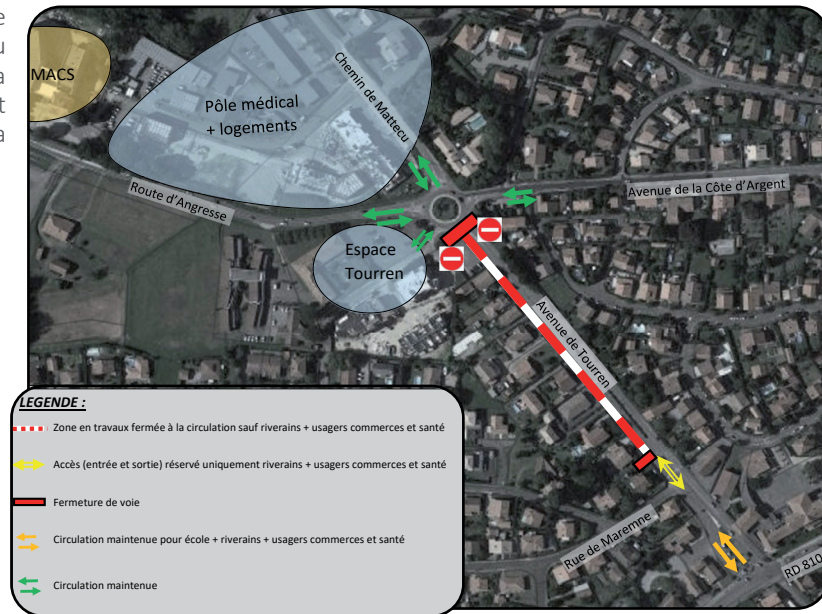 e
u
a
t
a
MACS
Pôle médical
+ logements
Chemin de Mattecu
Route d'Angresse
Avenue de la Côte d'Argent
Espace
Tourren
Avenue de Tourren
Rue de Maremne
RD 810
LEGENDE :
Zone en travaux fermée à la circulation sauf riverains + usagers commerces et santé
Accès (entrée et sortie) réservé uniquement riverains + usagers commerces et santé
Fermeture de voie
Circulation maintenue pour école + riverains + usagers commerces et santé
Circulation maintenue